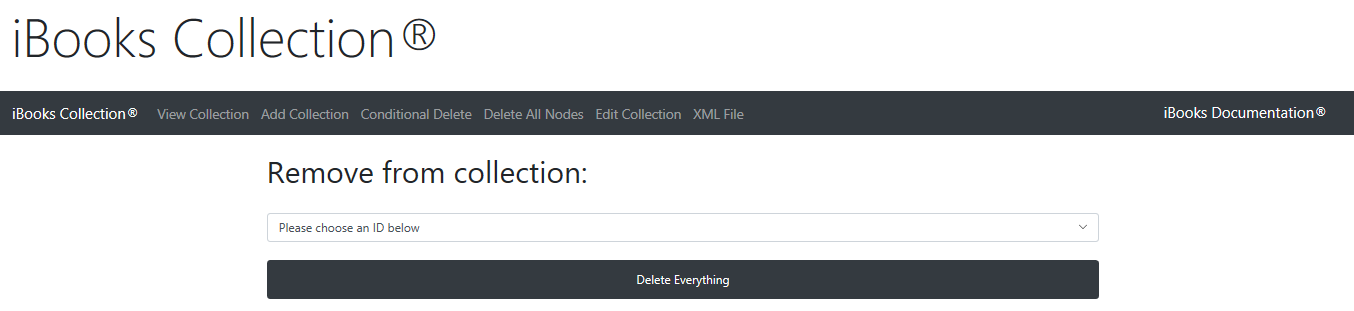 iBooks Collection®
iBooks Collection® View Collection Add Collection Conditional Delete Delete All Nodes Edit Collection XML File iBooks Documentation®
Remove from collection:
Please choose an ID below
Delete Everything